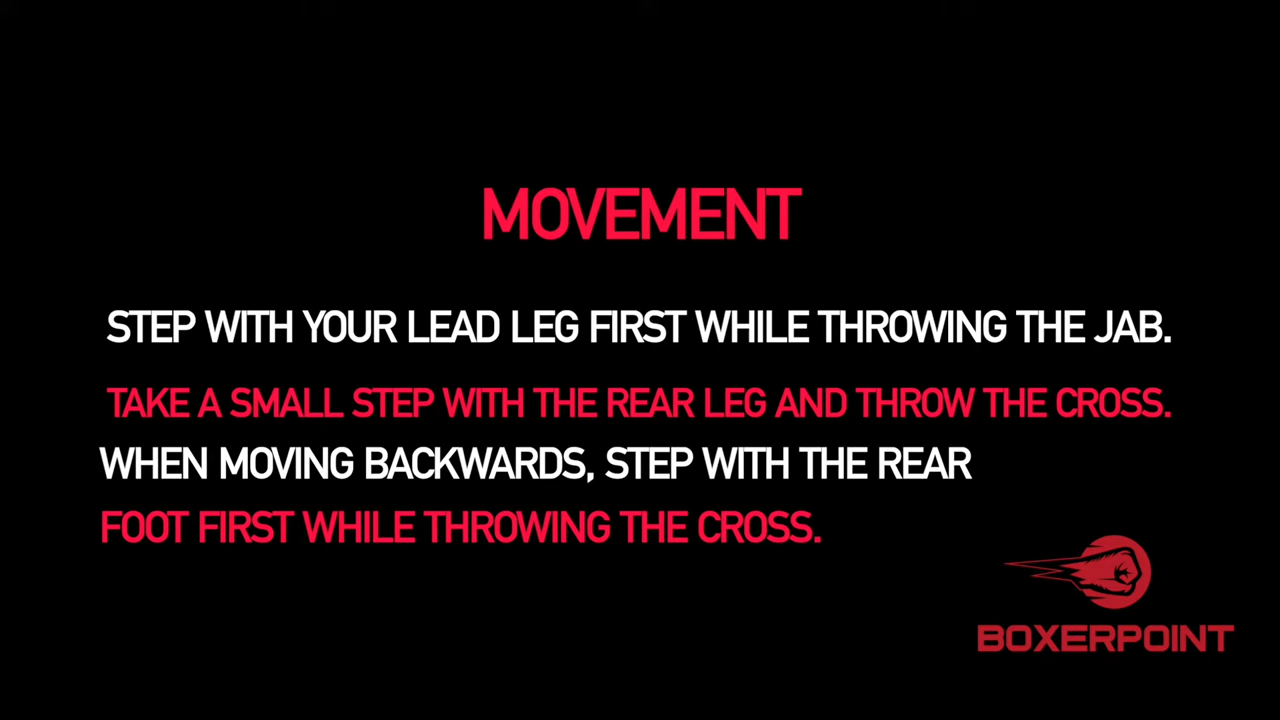 MOVEMENT
STEP WITH YOUR LEAD LEG FIRST WHILE THROWING THE JAB.
TAKE A SMALL STEP WITH THE REAR LEG AND THROW THE CROSS.
WHEN MOVING BACKWARDS, STEP WITH THE REAR
FOOT FIRST WHILE THROWING THE CROSS.
BOXERPOINT